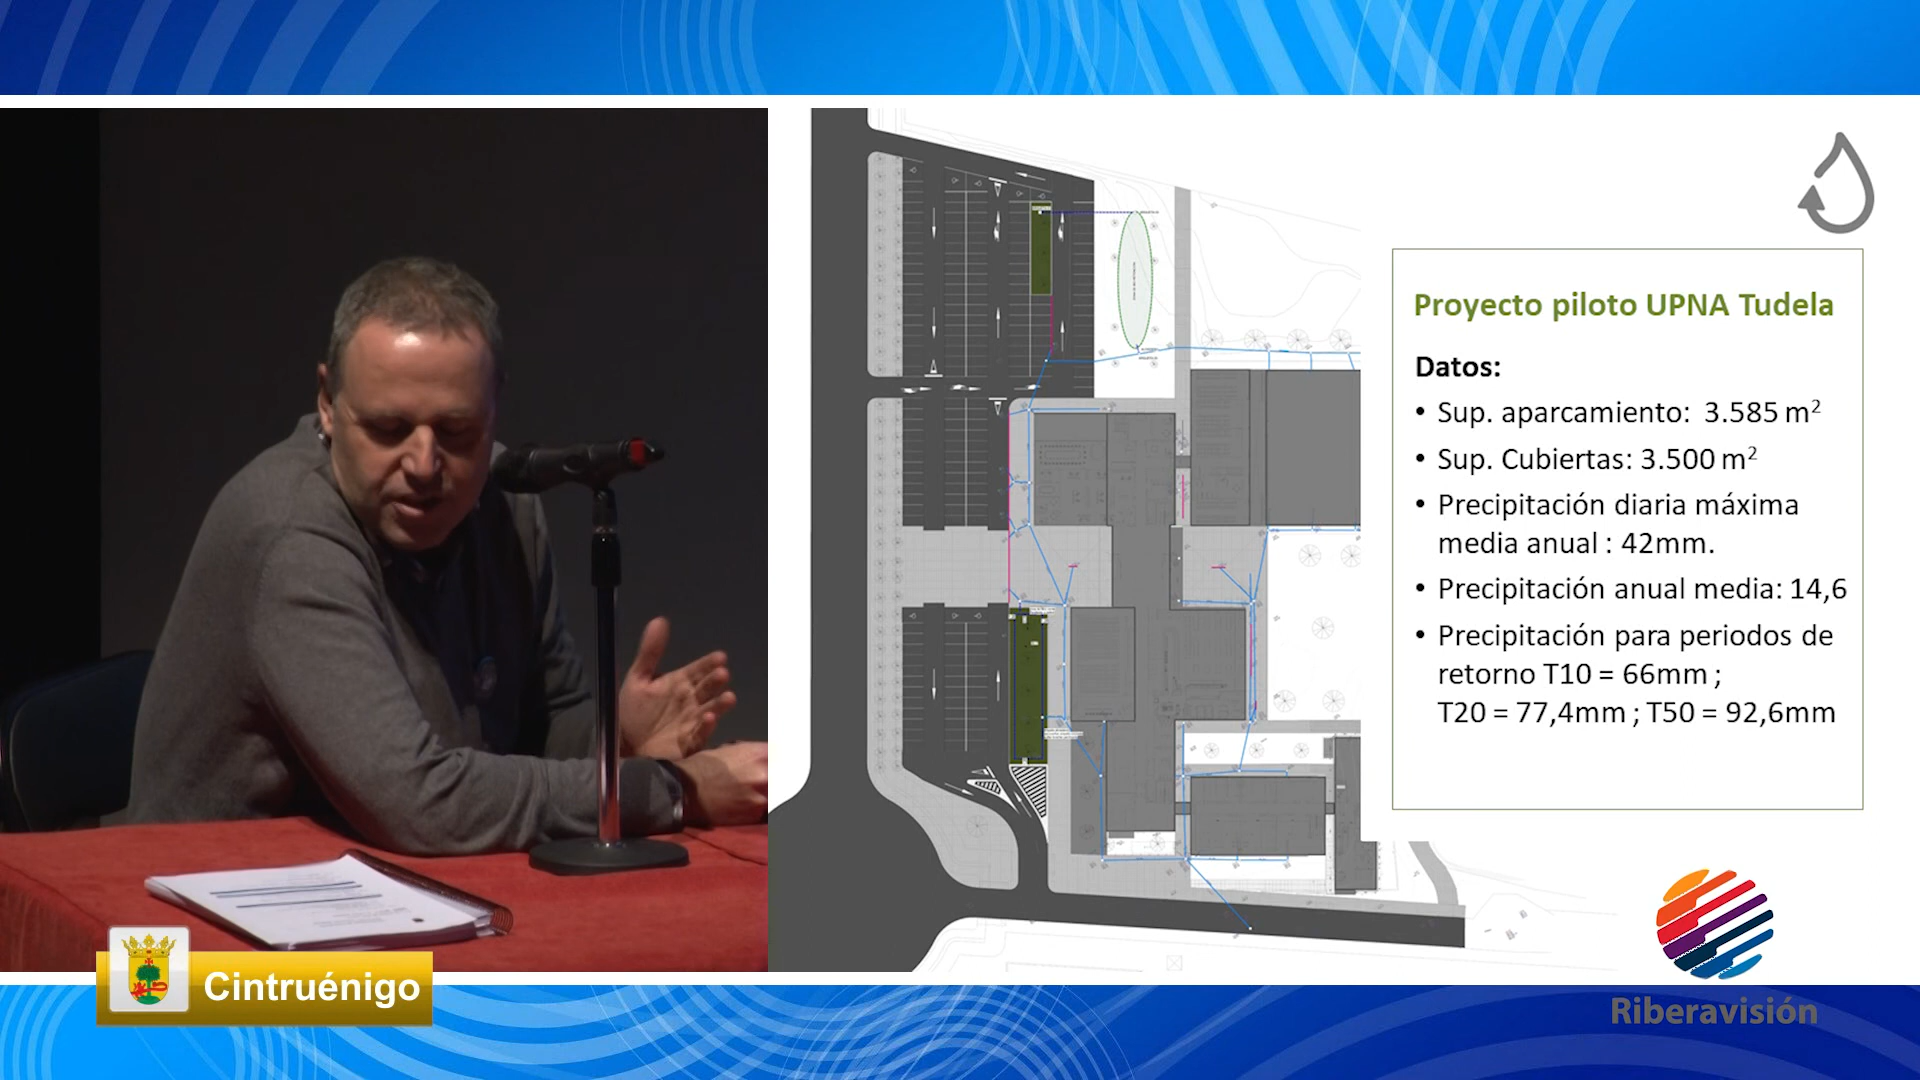 Proyecto piloto UPNA Tudela
Datos:
• Sup. aparcamiento: 3.585 m²
• Sup. Cubiertas: 3.500 m²
• Precipitación diaria máxima
media anual : 42mm.
• Precipitación anual media: 14,6
• Precipitación para periodos de
retorno T10 = 66mm ;
T20 = 77,4mm ; T50 = 92,6mm
Cintruénigo
Riberavisión